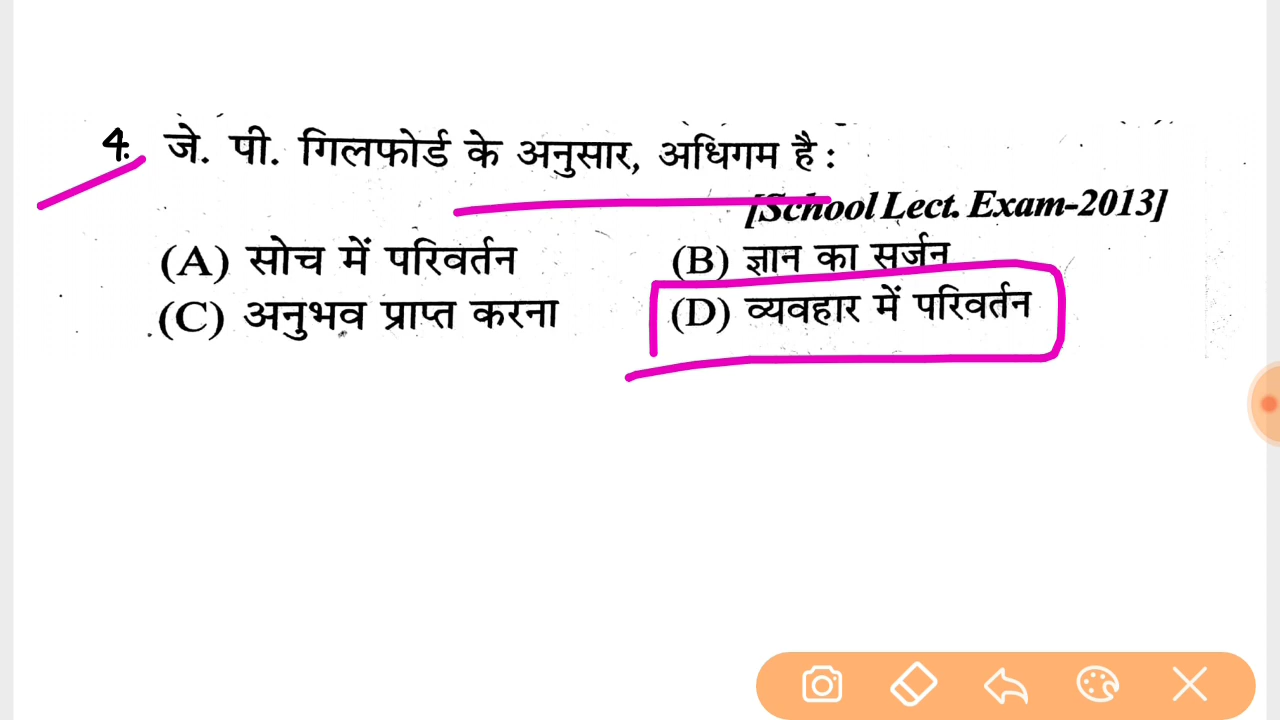 4. जे. पी. गिलफोर्ड के अनुसार, अधिगम है :
[School Lect. Exam-2013]
(A) सोच में परिवर्तन (B) ज्ञान का सर्जन
(C) अनुभव प्राप्त करना (D) व्यवहार में परिवर्तन